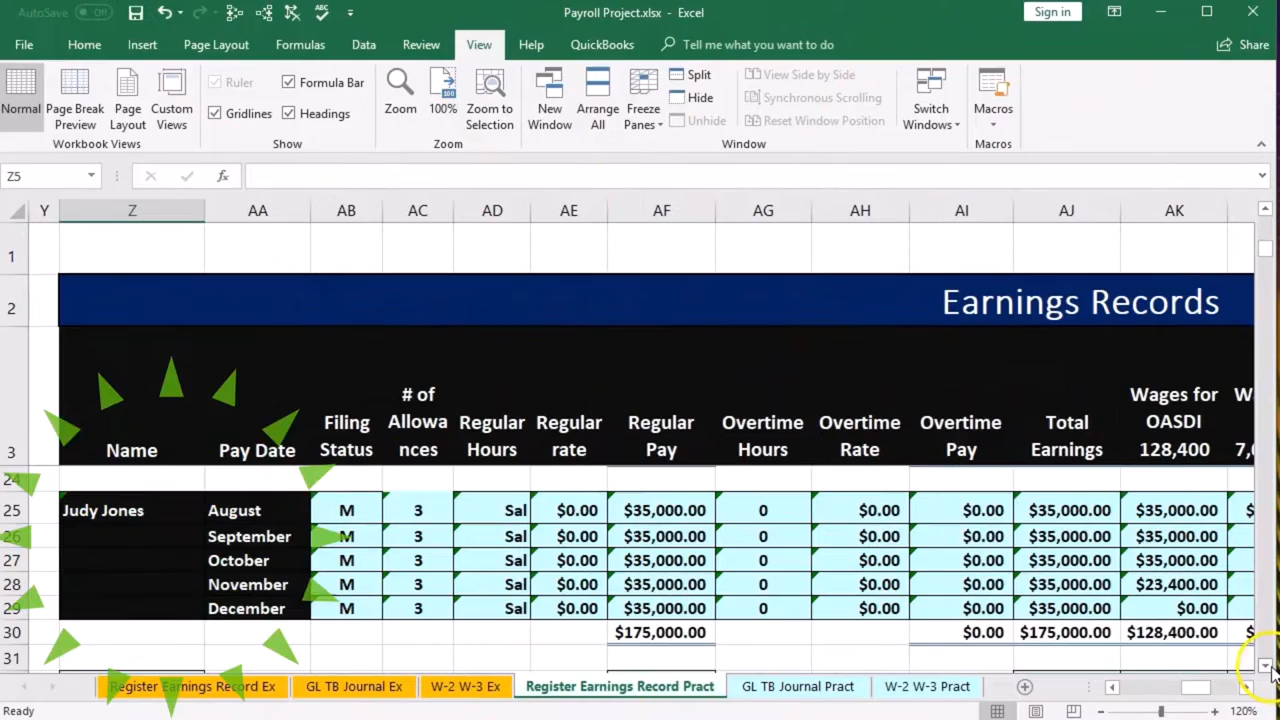 AutoSave Off Payroll Project.xlsx - Excel Sign in
File Home Insert Page Layout Formulas Data Review View Help QuickBooks Tell me what you want to do Share
Normal Page Break Preview Page Layout Custom Views Ruler Formula Bar Gridlines Headings Zoom 100% Zoom to Selection New Window Arrange All Freeze Panes Split Hide Unhide View Side by Side Synchronous Scrolling Reset Window Position Switch Windows Macros
Workbook Views Show Zoom Window Macros
Z5 fx
Y Z AA AB AC AD AE AF AG AH AI AJ AK
1
2 Earnings Records
# of Wages for
Filing Allowa Regular Regular Regular Overtime Overtime Overtime Total OASDI
3 Name Pay Date Status nces Hours rate Pay Hours Rate Pay Earnings 128,400
24
25 Judy Jones August M 3 Sal $0.00 $35,000.00 0 $0.00 $0.00 $35,000.00 $35,000.00
26 September M 3 Sal $0.00 $35,000.00 0 $0.00 $0.00 $35,000.00 $35,000.00
27 October M 3 Sal $0.00 $35,000.00 0 $0.00 $0.00 $35,000.00 $35,000.00
28 November M 3 Sal $0.00 $35,000.00 0 $0.00 $0.00 $35,000.00 $23,400.00
29 December M 3 Sal $0.00 $35,000.00 0 $0.00 $0.00 $35,000.00 $0.00
30 $175,000.00 $0.00 $175,000.00 $128,400.00
31
Register Earnings Record Ex GL TB Journal Ex W-2 W-3 Ex Register Earnings Record Pract GL TB Journal Pract W-2 W-3 Pract
Ready 120%